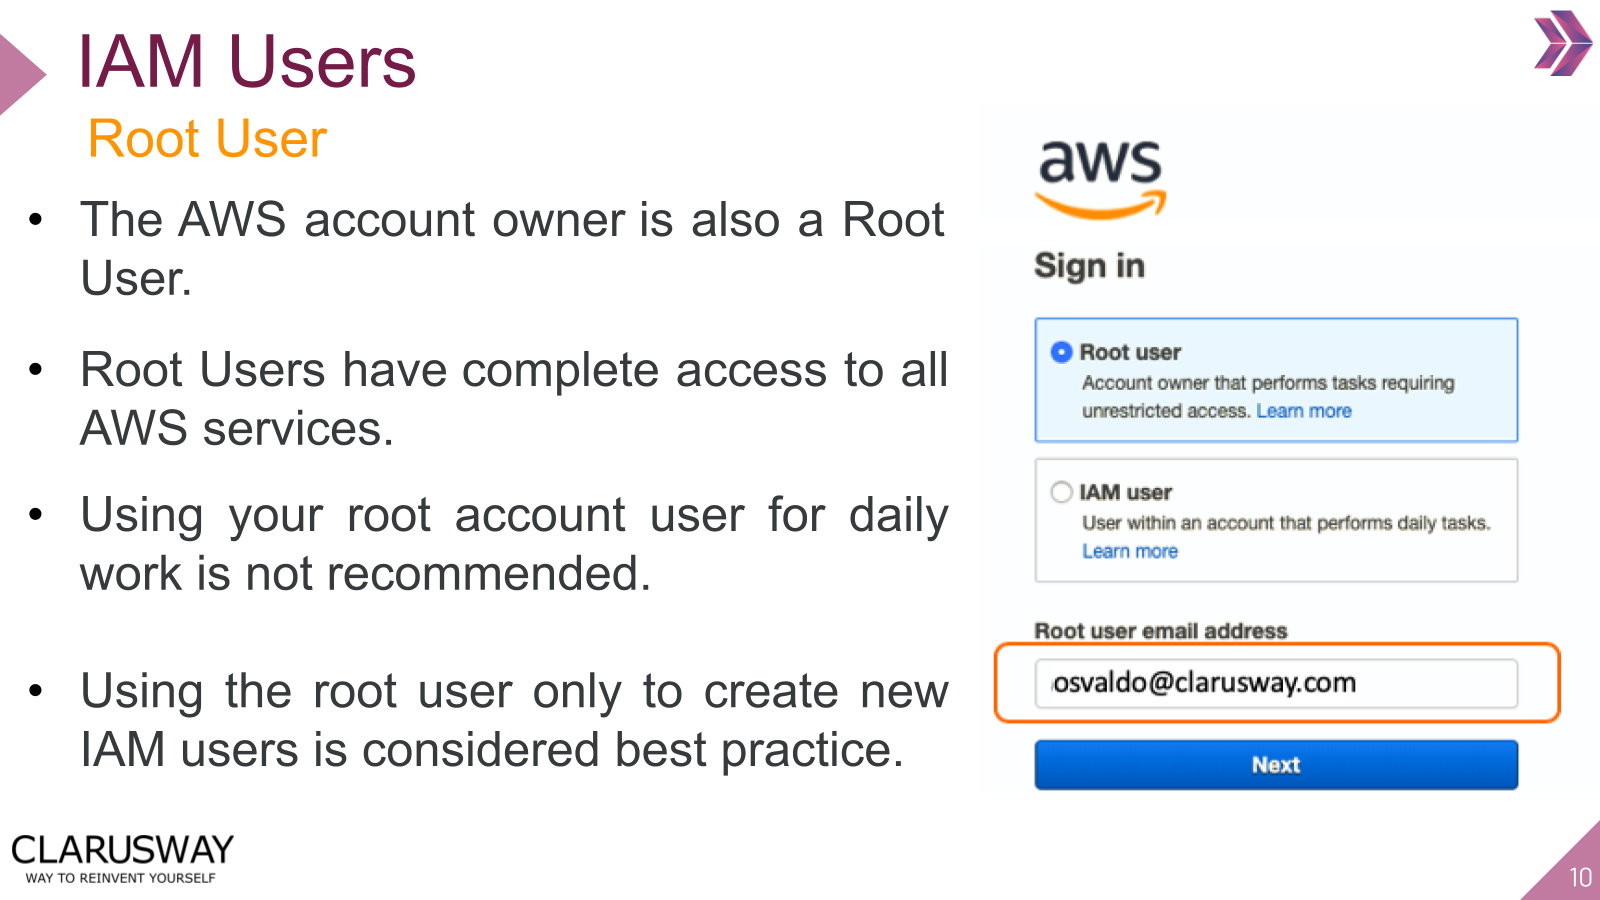 IAM Users
Root User
• The AWS account owner is also a Root
User.
• Root Users have complete access to all
AWS services.
• Using your root account user for daily
work is not recommended.
• Using the root user only to create new
IAM users is considered best practice.
aws
Sign in
Root user
Account owner that performs tasks requiring
unrestricted access. Learn more
IAM user
User within an account that performs daily tasks.
Learn more
Root user email address
osvaldo@clarusway.com
Next
CLARUSWAY
WAY TO REINVENT YOURSELF
10